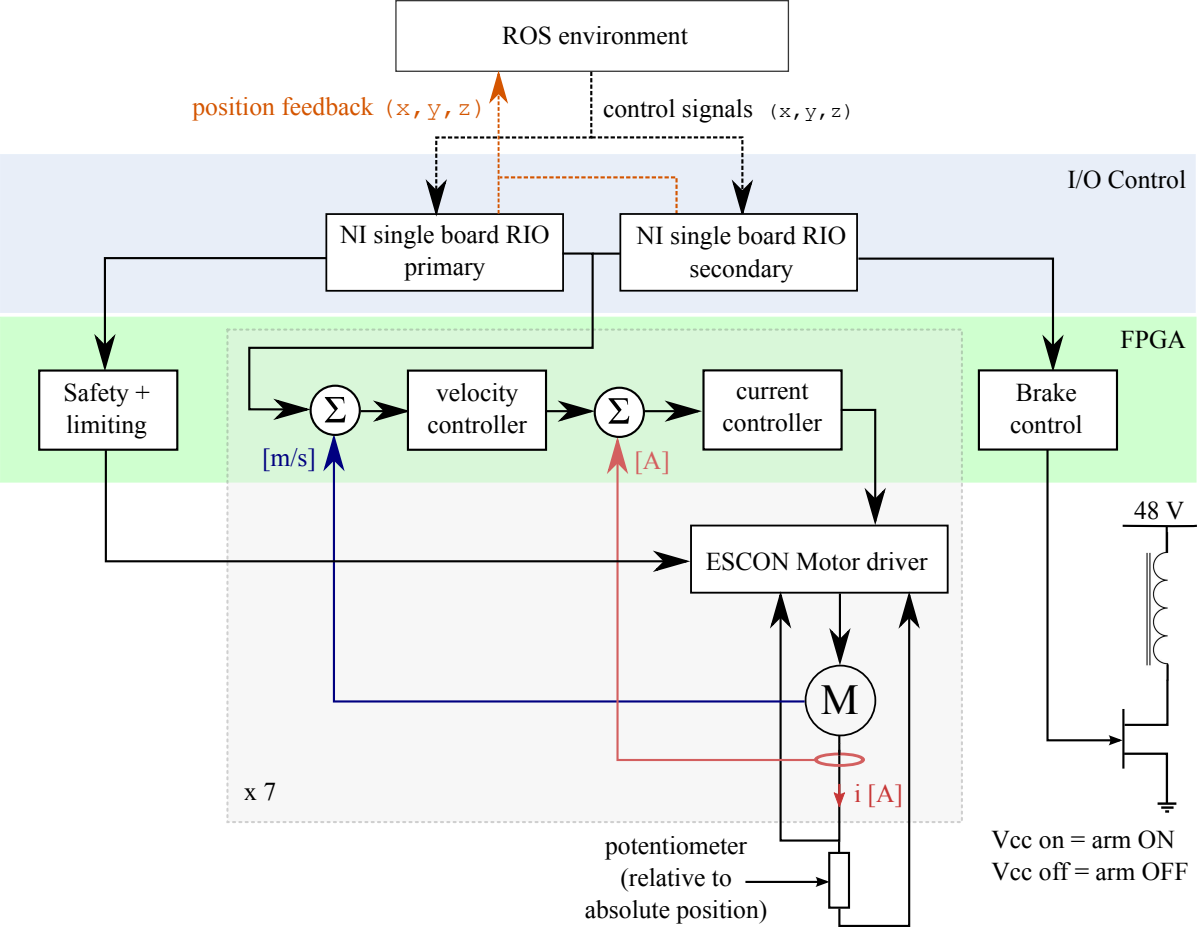 ROS environment
position feedback (x,y,z)
control signals (x,y,z)
I/O Control
NI single board RIO
primary
NI single board RIO
secondary
FPGA
Safety +
limiting
Σ
velocity
controller
Σ
current
controller
Brake
control
[m/s]
[A]
48 V
ESCON Motor driver
M
x 7
i [A]
potentiometer
(relative to
absolute position)
Vcc on = arm ON
Vcc off = arm OFF